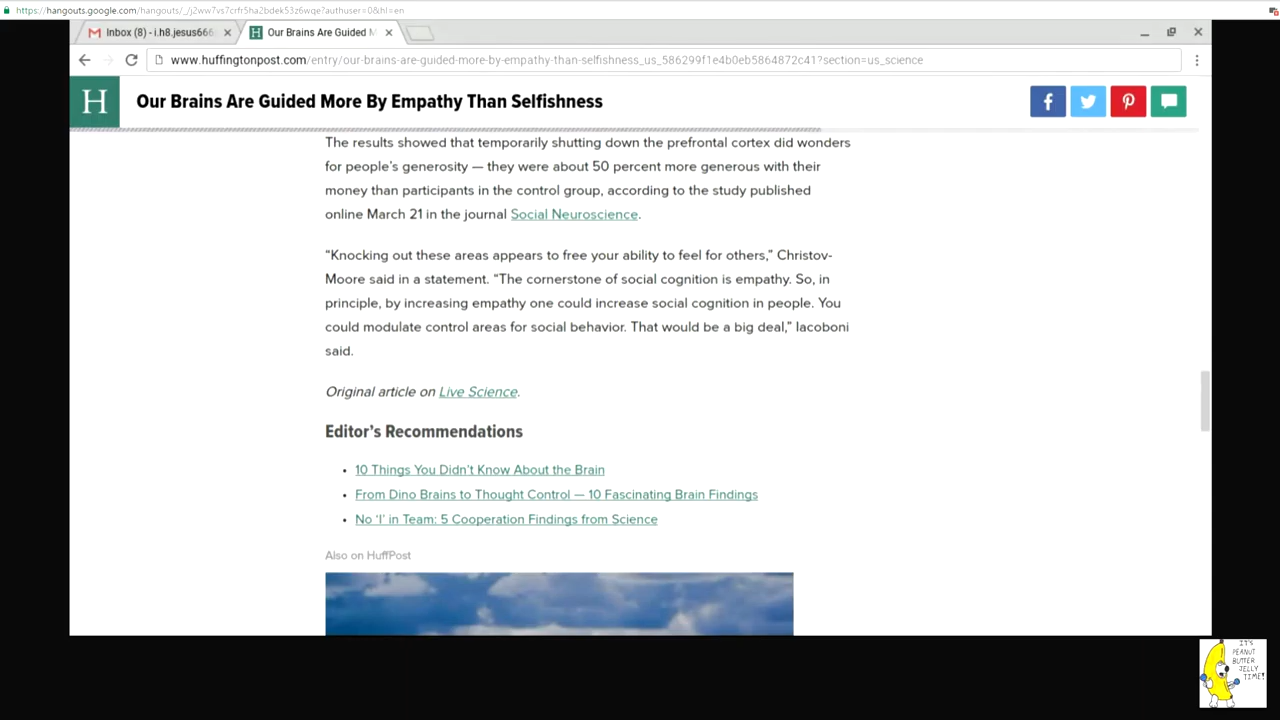 https://hangouts.google.com/hangouts/_/j2ww7vs7crfr5ha2bdek53z6wqe?authuser=0&hl=en
Inbox (8) - i.h8.jesus666
Our Brains Are Guided M
www.huffingtonpost.com/entry/our-brains-are-guided-more-by-empathy-than-selfishness_us_586299f1e4b0eb5864872c41?section=us_science
H
Our Brains Are Guided More By Empathy Than Selfishness
The results showed that temporarily shutting down the prefrontal cortex did wonders
for people’s generosity — they were about 50 percent more generous with their
money than participants in the control group, according to the study published
online March 21 in the journal Social Neuroscience.
“Knocking out these areas appears to free your ability to feel for others,” Christov-
Moore said in a statement. “The cornerstone of social cognition is empathy. So, in
principle, by increasing empathy one could increase social cognition in people. You
could modulate control areas for social behavior. That would be a big deal,” Iacoboni
said.
Original article on Live Science.
Editor’s Recommendations
• 10 Things You Didn’t Know About the Brain
• From Dino Brains to Thought Control — 10 Fascinating Brain Findings
• No ‘I’ in Team: 5 Cooperation Findings from Science
Also on HuffPost
IT'S
PEANUT
BUTTER
JELLY
TIME!